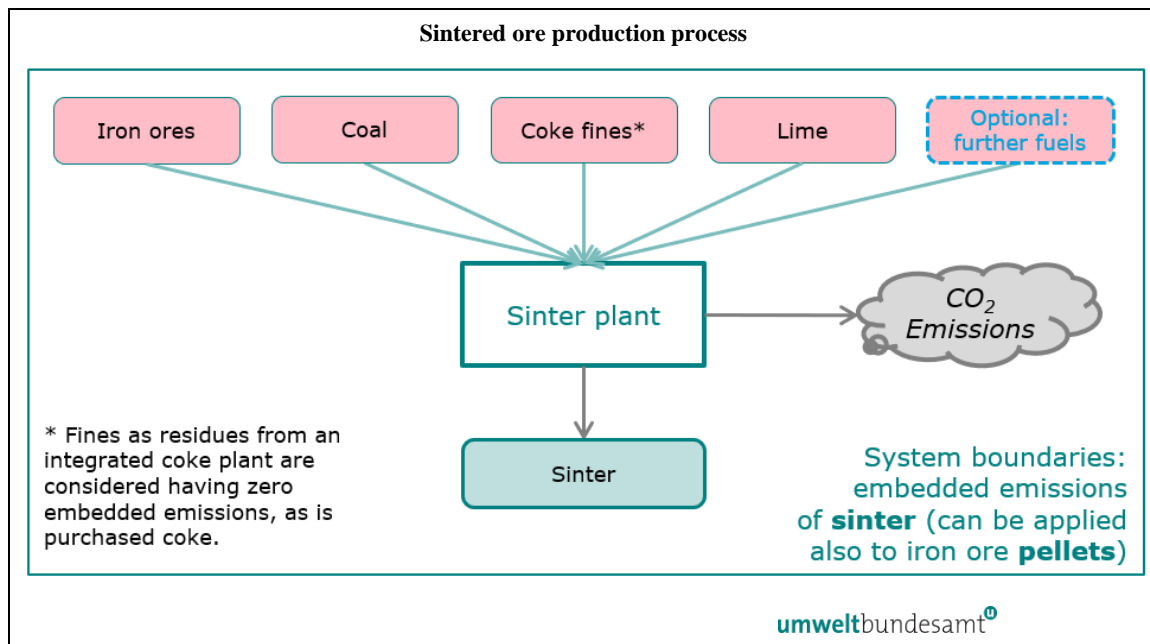 Sintered ore production process
Iron ores
Coal
Coke fines*
Lime
Optional:
further fuels
Sinter plant
CO₂
Emissions
Sinter
* Fines as residues from an
integrated coke plant are
considered having zero
embedded emissions, as is
purchased coke.
System boundaries:
embedded emissions
of sinter (can be applied
also to iron ore pellets)
umweltbundesamt u